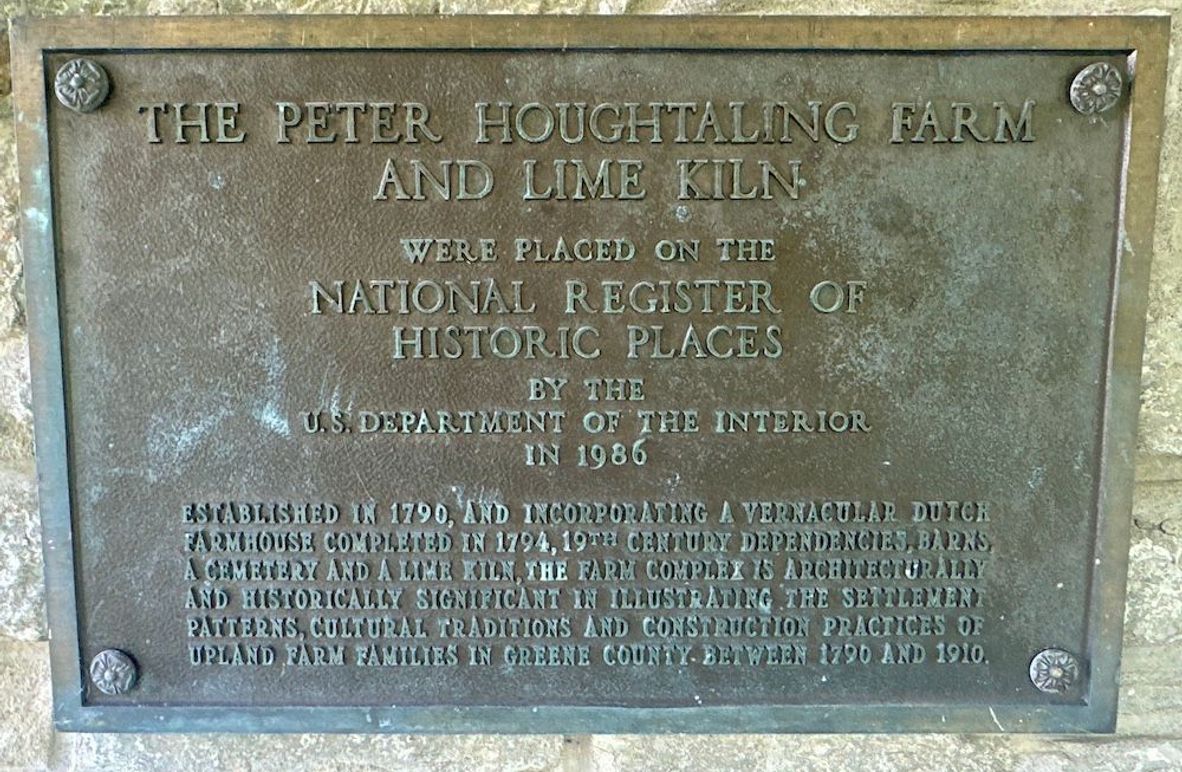 THE PETER HOUGHTALING FARM
AND LIME KILN
WERE PLACED ON THE
NATIONAL REGISTER OF
HISTORIC PLACES
BY THE
U.S. DEPARTMENT OF THE INTERIOR
IN 1986
ESTABLISHED IN 1790, AND INCORPORATING A VERNACULAR DUTCH
FARMHOUSE COMPLETED IN 1794, 19TH CENTURY DEPENDENCIES, BARNS,
A CEMETERY AND A LIME KILN, THE FARM COMPLEX IS ARCHITECTURALLY
AND HISTORICALLY SIGNIFICANT IN ILLUSTRATING THE SETTLEMENT
PATTERNS, CULTURAL TRADITIONS AND CONSTRUCTION PRACTICES OF
UPLAND FARM FAMILIES IN GREENE COUNTY BETWEEN 1790 AND 1910.